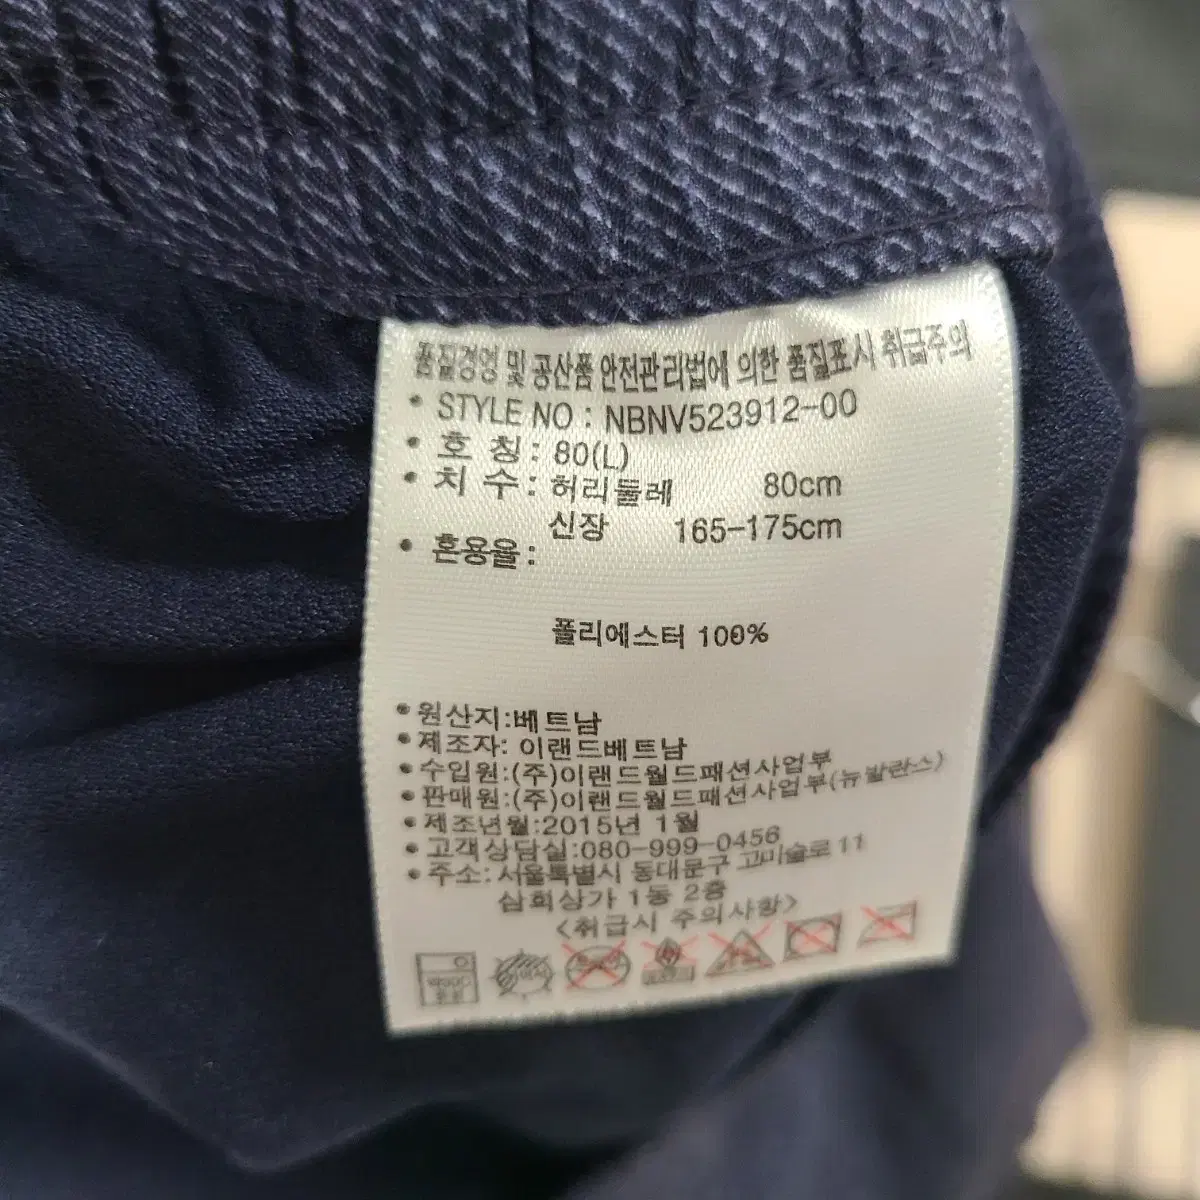 품질경영 및 공산품 안전관리법에 의한 품질표시 취급주의
• STYLE NO : NBNV523912-00
• 호 칭 : 80(L)
• 치 수 : 허리둘레 80cm
신장 165-175cm
• 혼용율 :
폴리에스터 100%
• 원산지:베트남
• 제조자: 이랜드베트남
• 수입원:(주)이랜드월드패션사업부
• 판매원:(주)이랜드월드패션사업부(뉴발란스)
• 제조년월:2015년 1월
• 고객상담실:080-999-0456
• 주소:서울특별시 동대문구 고미술로 11
삼희상가 1동 2층
<취급시 주의사항>